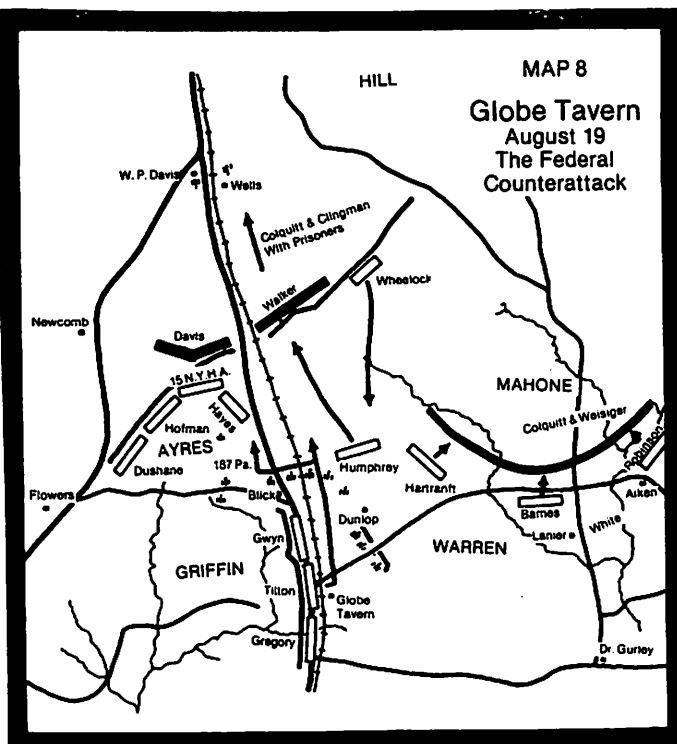 MAP 8
Globe Tavern
August 19
The Federal
Counterattack
HILL
W. P. Davis
Wells
Colquitt & Clingman
With Prisoners
Walker
Wheelock
Newcomb
Davis
15 N.Y.H.A.
MAHONE
Colquitt & Weisiger
Hofman
Hayes
AYRES
Dushane
187 Pa.
Humphrey
Hartranft
Robinson
Flowers
Blick
Aiken
Dunlop
Barnes
Gwyn
Lanier
White
WARREN
GRIFFIN
Tilton
Globe
Tavern
Gregory
Dr. Gurley